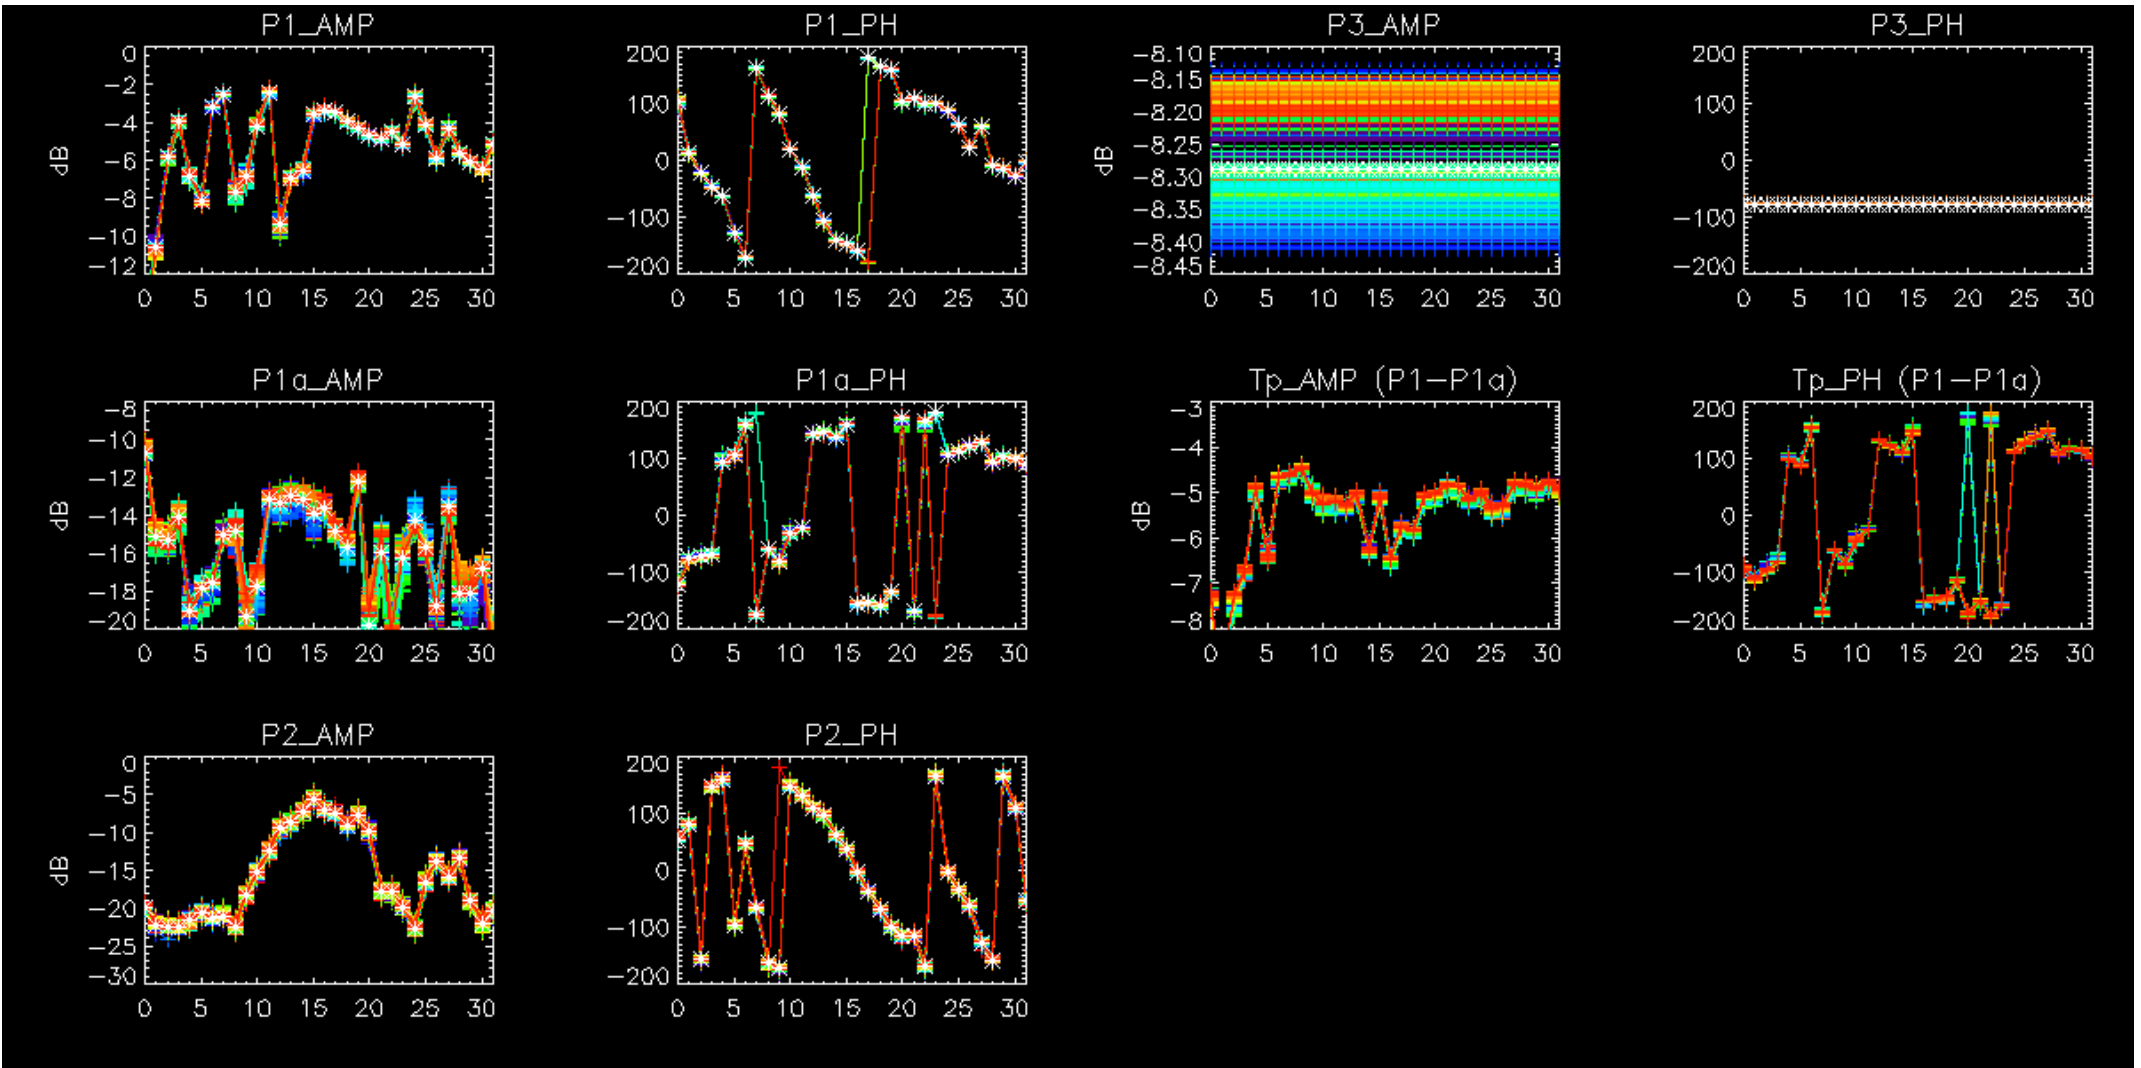 P1_AMP
P1_PH
P3_AMP
P3_PH
0
-2
-4
-6
-8
-10
-12
dB
0 5 10 15 20 25 30
200
100
0
-100
-200
0 5 10 15 20 25 30
-8.10
-8.15
-8.20
-8.25
-8.30
-8.35
-8.40
-8.45
dB
0 5 10 15 20 25 30
200
100
0
-100
-200
0 5 10 15 20 25 30
P1a_AMP
P1a_PH
Tp_AMP (P1-P1a)
Tp_PH (P1-P1a)
-8
-10
-12
-14
-16
-18
-20
dB
0 5 10 15 20 25 30
200
100
0
-100
-200
0 5 10 15 20 25 30
-3
-4
-5
-6
-7
-8
dB
0 5 10 15 20 25 30
200
100
0
-100
-200
0 5 10 15 20 25 30
P2_AMP
P2_PH
0
-5
-10
-15
-20
-25
-30
dB
0 5 10 15 20 25 30
200
100
0
-100
-200
0 5 10 15 20 25 30